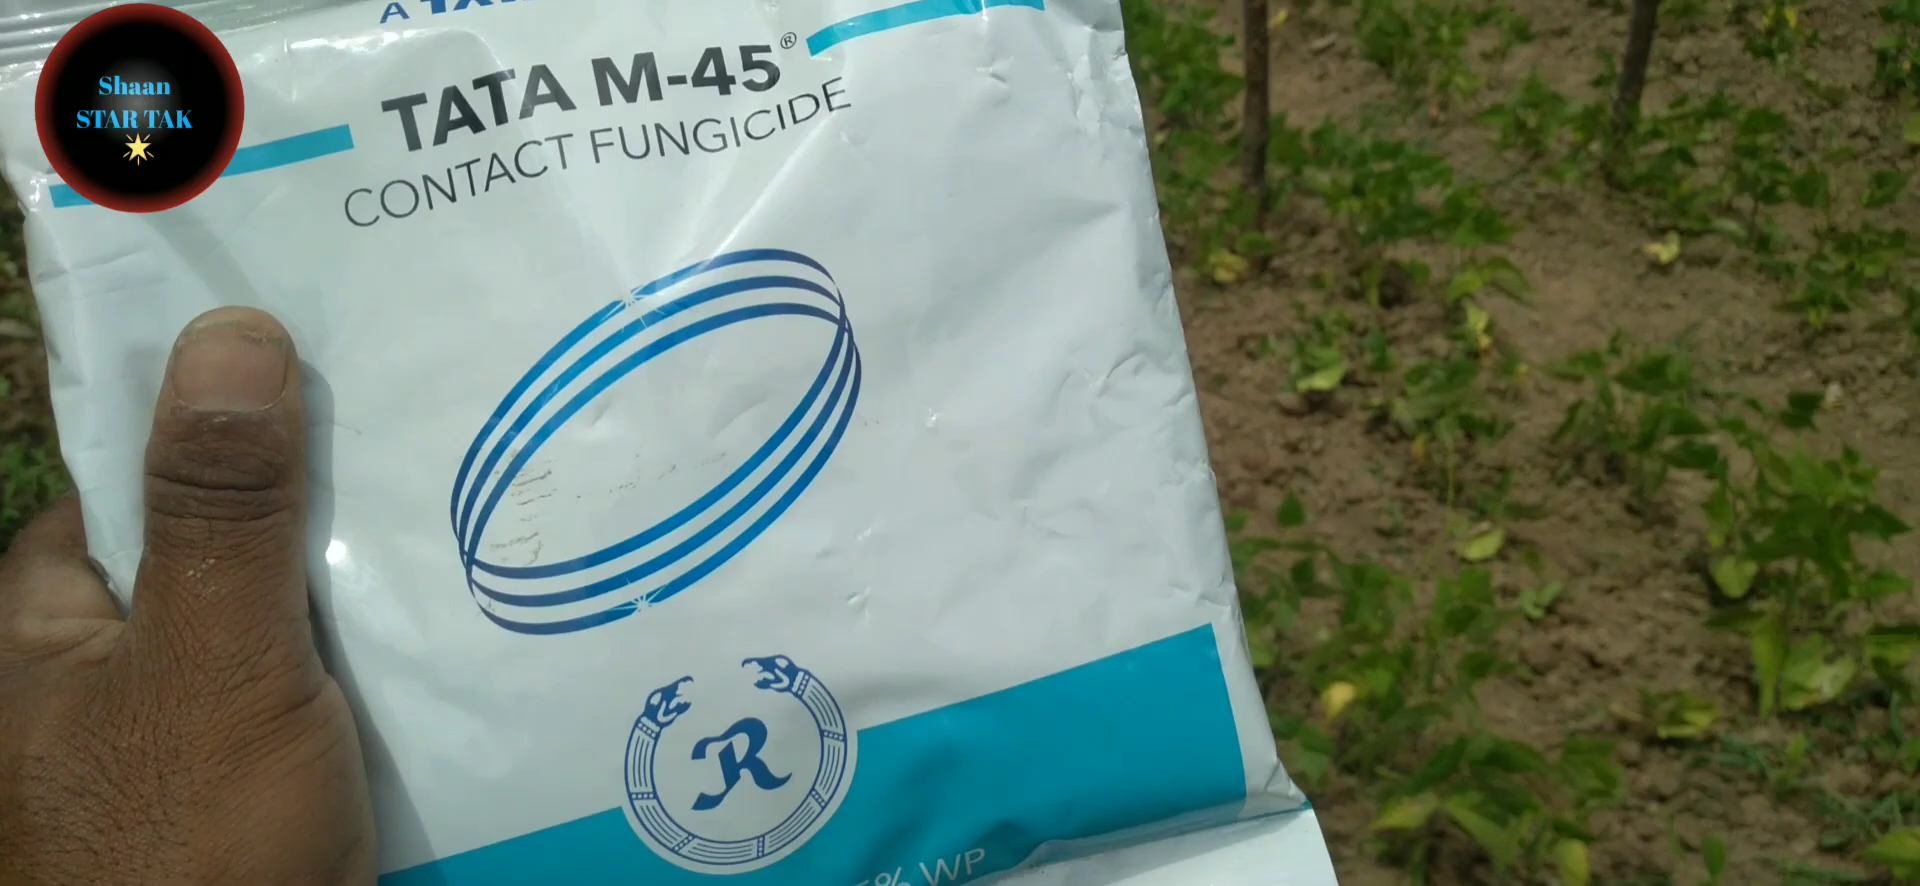 Shaan
STAR TAK
A
TATA M-45®
CONTACT FUNGICIDE
R
% WP